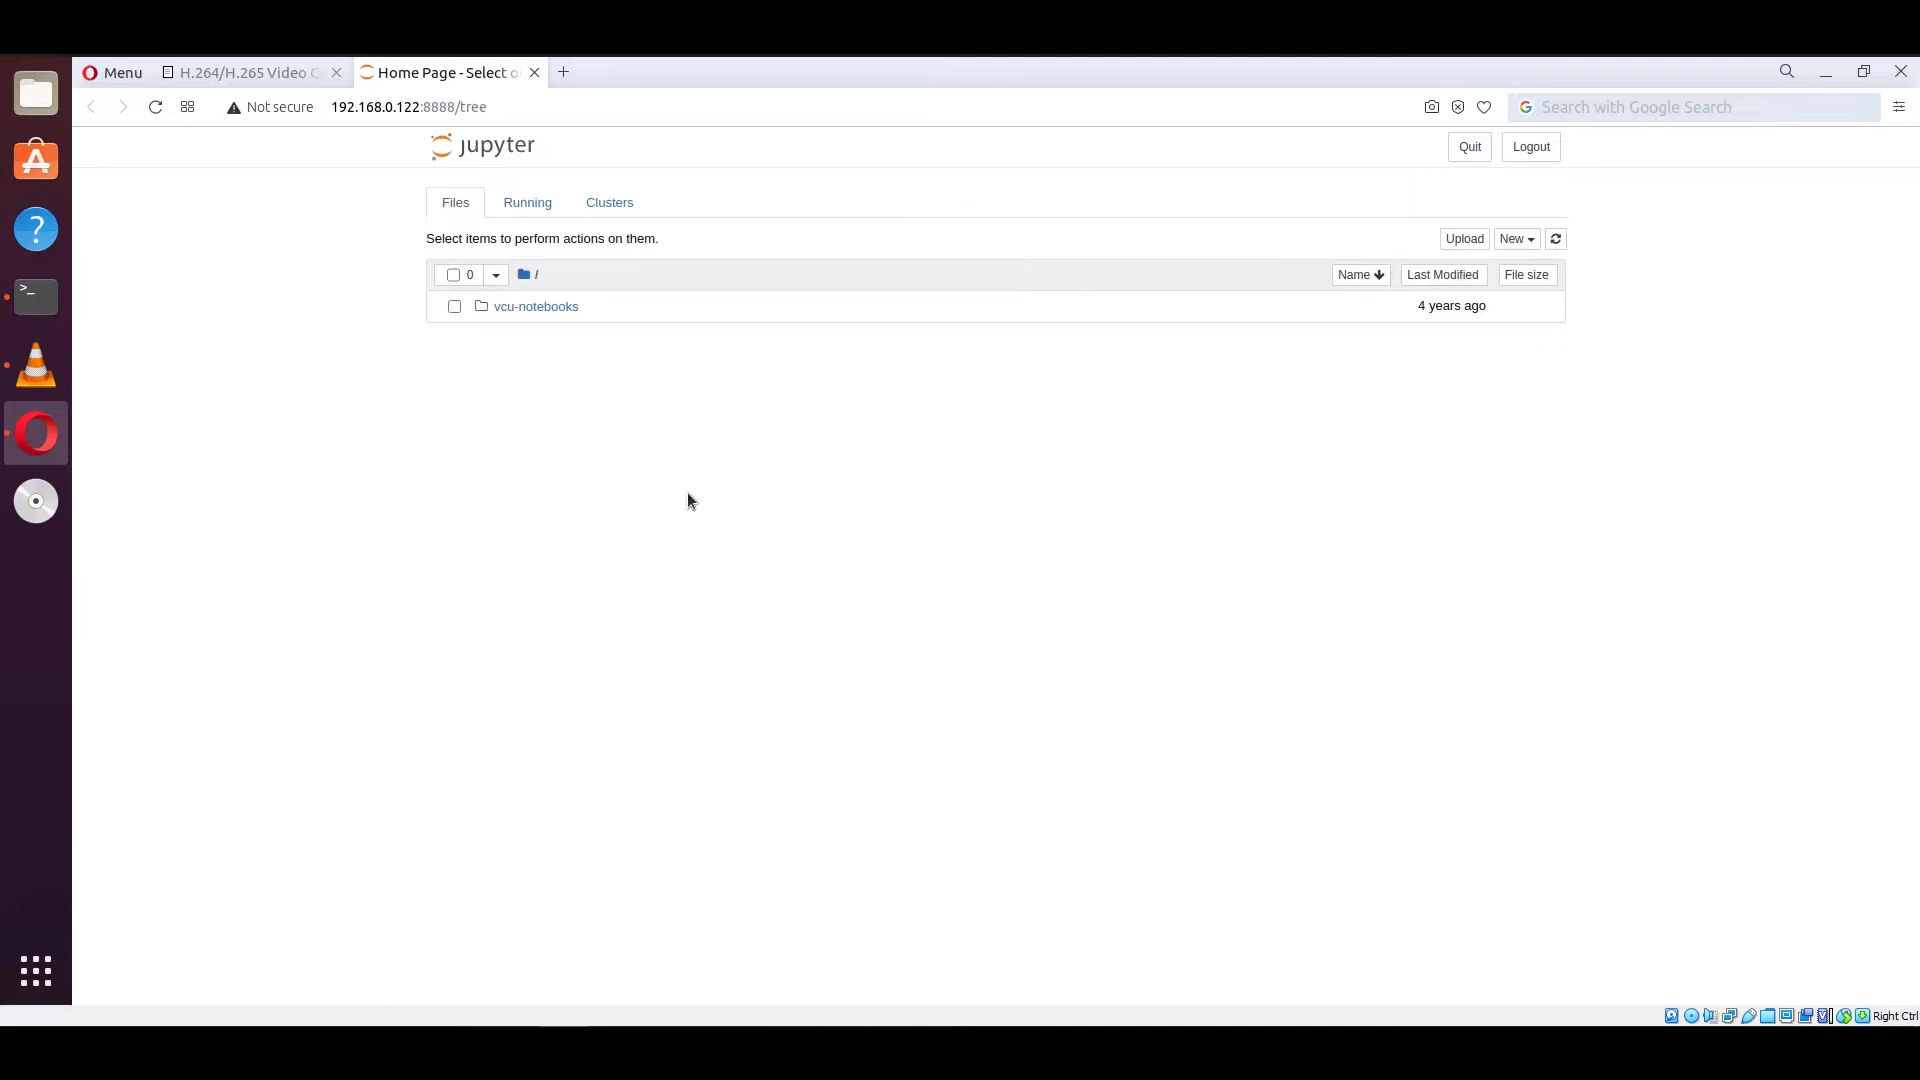 Menu
H.264/H.265 Video
Home Page - Select o
Not secure
192.168.0.122:8888/tree
Search with Google Search
jupyter
Quit
Logout
Files
Running
Clusters
Select items to perform actions on them.
Upload
New
0
/
Name
Last Modified
File size
vcu-notebooks
4 years ago
Right Ctrl